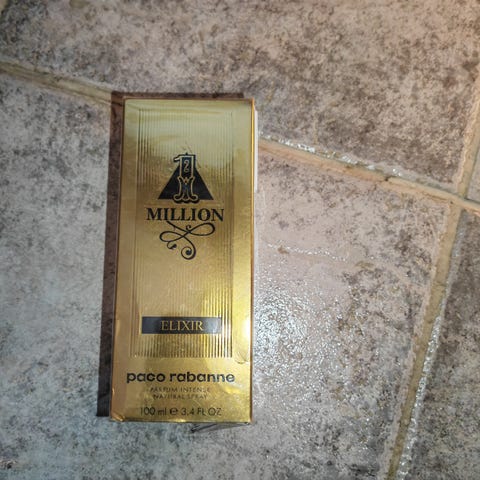 1
MILLION
ELIXIR
paco rabanne
PARFUM INTENSE
NATURAL SPRAY
100 ml e 3.4 FL OZ